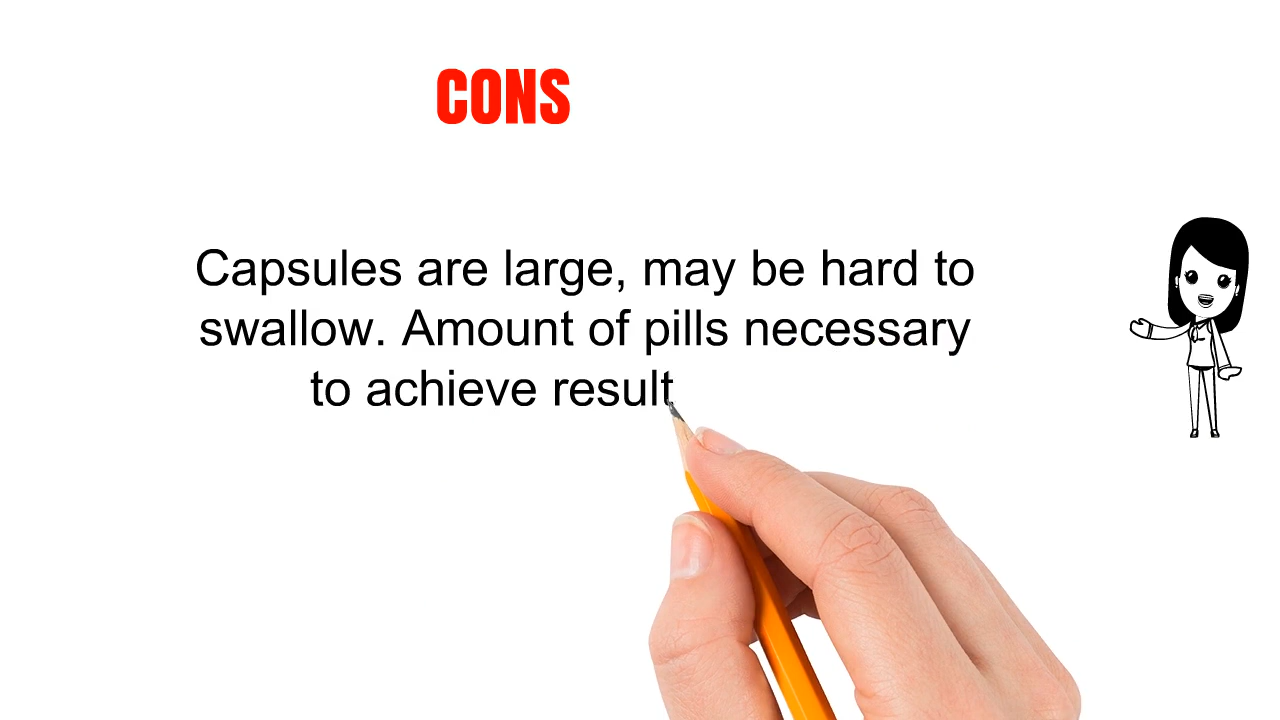 CONS
Capsules are large, may be hard to
swallow. Amount of pills necessary
to achieve result